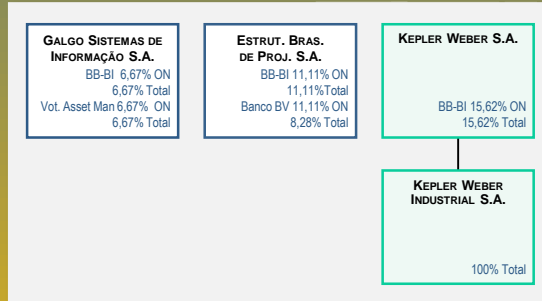 GALGO SISTEMAS DE
INFORMAÇÃO S.A.
BB-BI 6,67% ON
6,67% Total
Vot. Asset Man 6,67% ON
6,67% Total
ESTRUT. BRAS.
DE PROJ. S.A.
BB-BI 11,11% ON
11,11%Total
Banco BV 11,11% ON
8,28% Total
KEPLER WEBER S.A.
BB-BI 15,62% ON
15,62% Total
KEPLER WEBER
INDUSTRIAL S.A.
100% Total